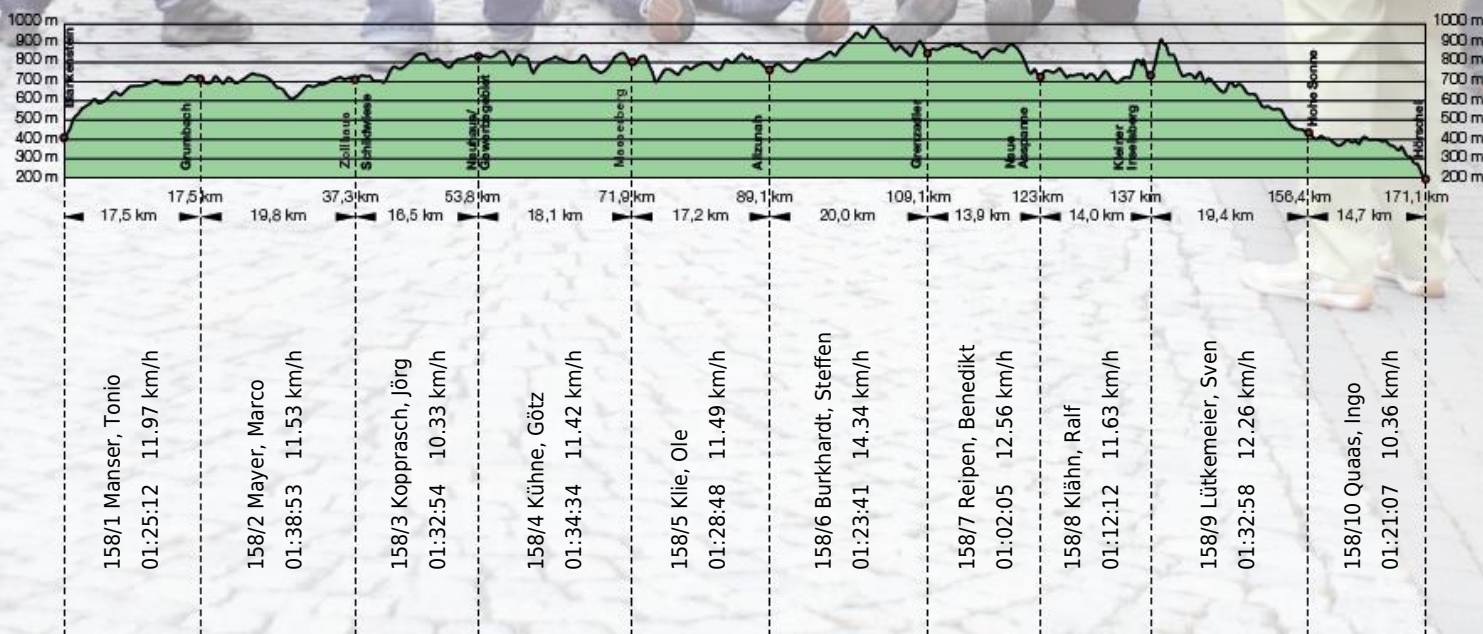 1000 m
900 m
800 m
700 m
600 m
500 m
400 m
300 m
200 m
1000 m
900 m
800 m
700 m
600 m
500 m
400 m
300 m
200 m
Blankenstein
Grumbach
Zollhaus
Schildwiese
Neuhaus/
Masserberg
Allzunah
Grenzadler
Neue
Ausspanne
Kleiner
Inselsberg
Hohe Sonne
Hörschel
17,5 km
37,3 km
53,8 km
71,9 km
89,1 km
109,1 km
123 km
137 km
156,4 km
171,1 km
17,5 km
19,8 km
16,5 km
18,1 km
17,2 km
20,0 km
13,9 km
14,0 km
19,4 km
14,7 km
158/1 Manser, Tonio
01:25:12 11.97 km/h
158/2 Mayer, Marco
01:38:53 11.53 km/h
158/3 Kopprasch, Jörg
01:32:54 10.33 km/h
158/4 Kühne, Götz
01:34:34 11.42 km/h
158/5 Klie, Ole
01:28:48 11.49 km/h
158/6 Burkhardt, Steffen
01:23:41 14.34 km/h
158/7 Reipen, Benedikt
01:02:05 12.56 km/h
158/8 Klähn, Ralf
01:12:12 11.63 km/h
158/9 Lütkemeier, Sven
01:32:58 12.26 km/h
158/10 Quaas, Ingo
01:21:07 10.36 km/h